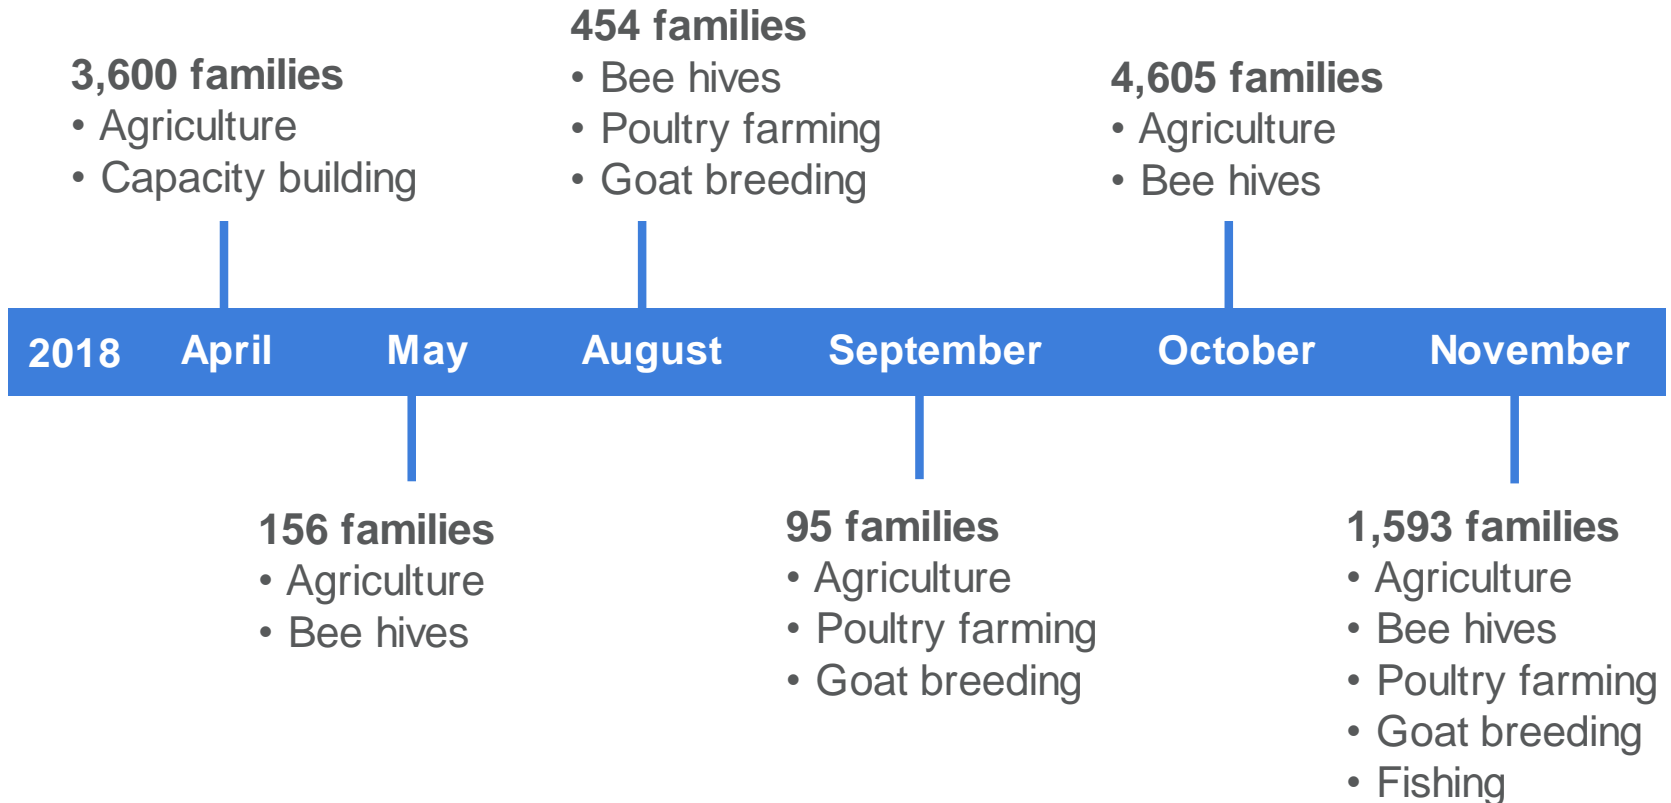 454 families
• Bee hives
• Poultry farming
• Goat breeding
3,600 families
• Agriculture
• Capacity building
4,605 families
• Agriculture
• Bee hives
2018 April May August September October November
156 families
• Agriculture
• Bee hives
95 families
• Agriculture
• Poultry farming
• Goat breeding
1,593 families
• Agriculture
• Bee hives
• Poultry farming
• Goat breeding
• Fishing